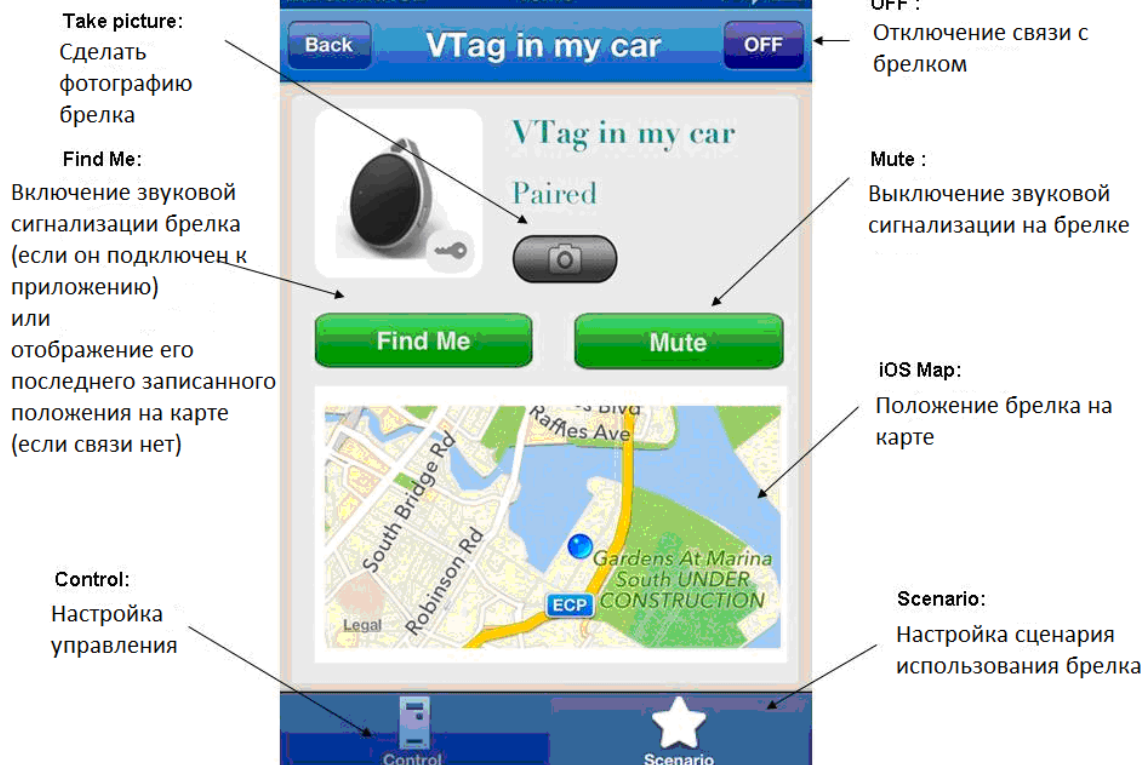 Take picture:
Сделать
фотографию
брелка
Find Me:
Включение звуковой
сигнализации брелка
(если он подключен к
приложению)
или
отображение его
последнего записанного
положения на карте
(если связи нет)
Control:
Настройка
управления
Back
VTag in my car
OFF
VTag in my car
Paired
Find Me
Mute
Raffles Ave
South Bridge Rd
Robinson Rd
Gardens At Marina
South UNDER
CONSTRUCTION
ECP
Legal
Control
Scenario
OFF :
Отключение связи с
брелком
Mute :
Выключение звуковой
сигнализации на брелке
iOS Map:
Положение брелка на
карте
Scenario:
Настройка сценария
использования брелка